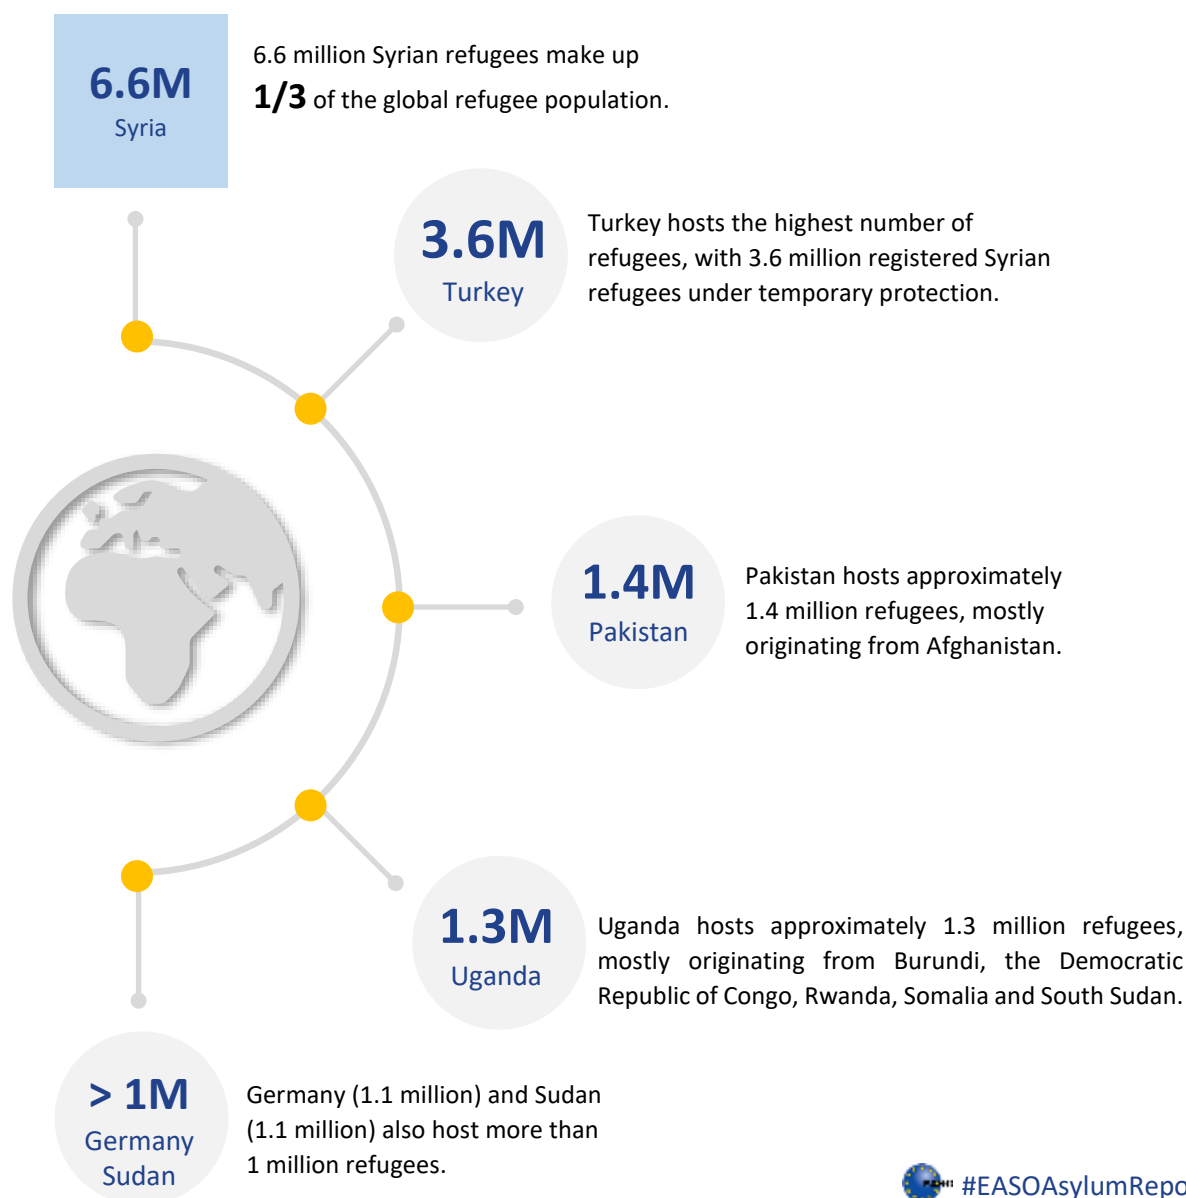 6.6M
Syria
6.6 million Syrian refugees make up
1/3 of the global refugee population.
3.6M
Turkey
Turkey hosts the highest number of
refugees, with 3.6 million registered Syrian
refugees under temporary protection.
1.4M
Pakistan
Pakistan hosts approximately
1.4 million refugees, mostly
originating from Afghanistan.
1.3M
Uganda
Uganda hosts approximately 1.3 million refugees,
mostly originating from Burundi, the Democratic
Republic of Congo, Rwanda, Somalia and South Sudan.
> 1M
Germany
Sudan
Germany (1.1 million) and Sudan
(1.1 million) also host more than
1 million refugees.
#EASOAsylumRepo